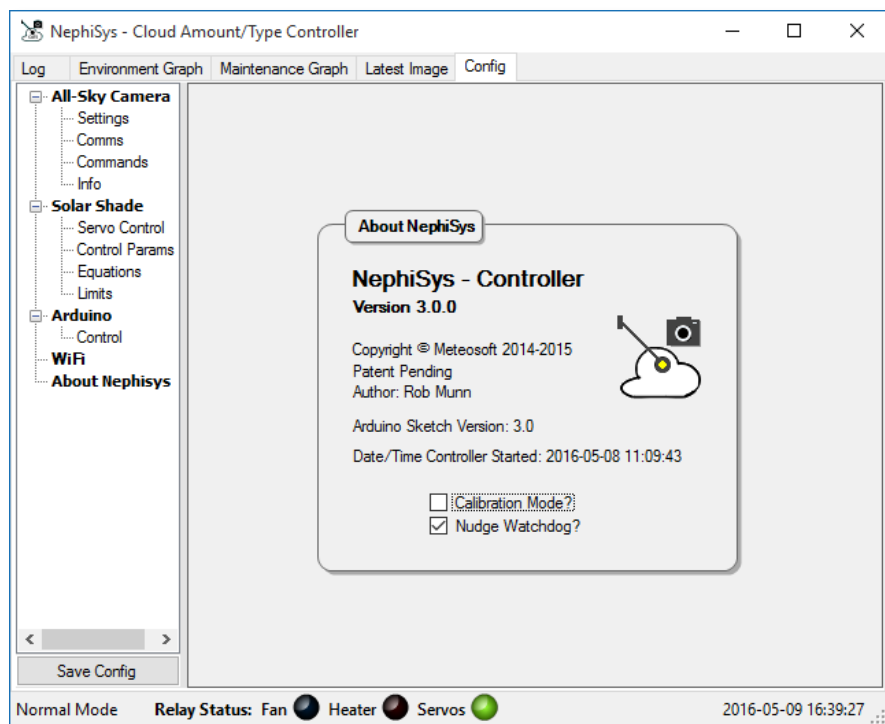 NephiSys - Cloud Amount/Type Controller
Log Environment Graph Maintenance Graph Latest Image Config
All-Sky Camera
Settings
Comms
Commands
Info
Solar Shade
Servo Control
Control Params
Equations
Limits
Arduino
Control
WiFi
About Nephisys
Save Config
About NephiSys
NephiSys - Controller
Version 3.0.0
Copyright © Meteosoft 2014-2015
Patent Pending
Author: Rob Munn
Arduino Sketch Version: 3.0
Date/Time Controller Started: 2016-05-08 11:09:43
Calibration Mode?
Nudge Watchdog?
Normal Mode Relay Status: Fan Heater Servos 2016-05-09 16:39:27